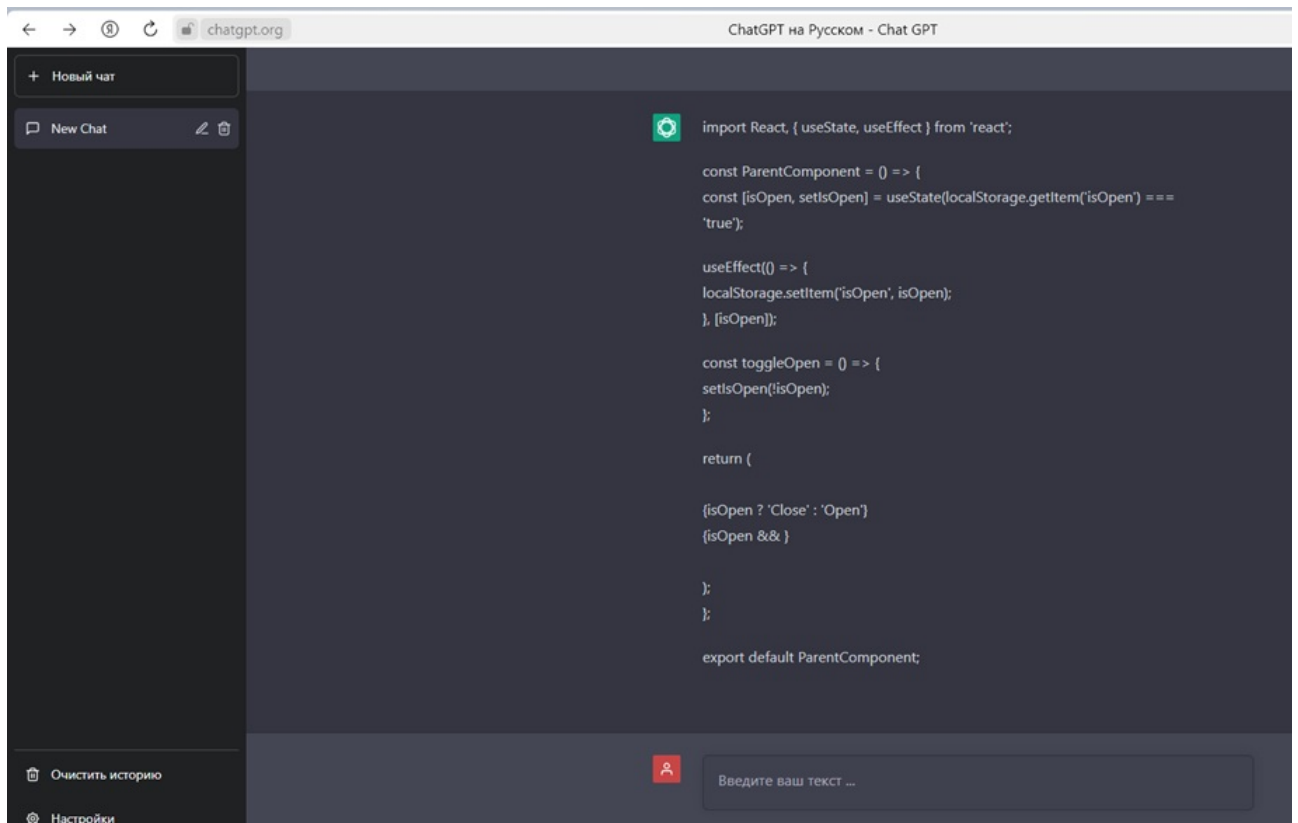 Я
chatgpt.org
ChatGPT на Русском - Chat GPT
+ Новый чат
New Chat
import React, { useState, useEffect } from 'react';
const ParentComponent = () => {
const [isOpen, setIsOpen] = useState(localStorage.getItem('isOpen') ===
'true');
useEffect(() => {
localStorage.setItem('isOpen', isOpen);
}, [isOpen]);
const toggleOpen = () => {
setIsOpen(!isOpen);
};
return (
{isOpen ? 'Close' : 'Open'}
{isOpen && }
);
};
export default ParentComponent;
Очистить историю
Введите ваш текст ...
Настройки